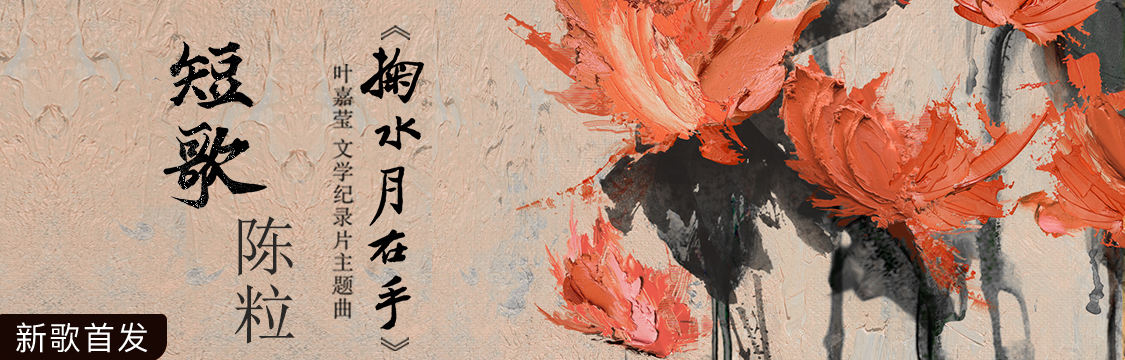 《掬水月在手》
叶嘉莹 文学纪录片主题曲
短歌
陈粒
新歌首发